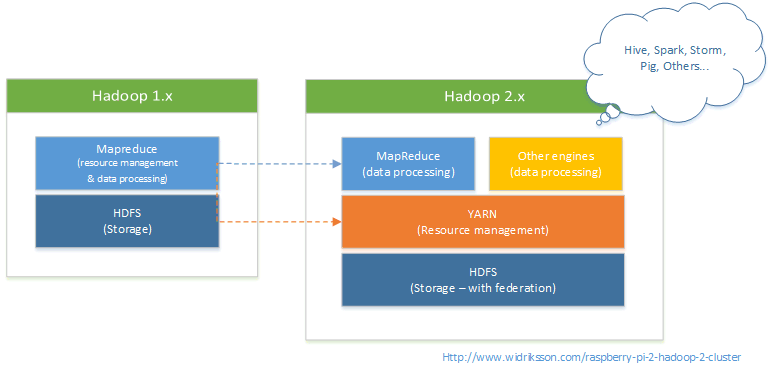 Hive, Spark, Storm,
Pig, Others...
Hadoop 1.x
Mapreduce
(resource management
& data processing)
HDFS
(Storage)
Hadoop 2.x
MapReduce
(data processing)
Other engines
(data processing)
YARN
(Resource management)
HDFS
(Storage – with federation)
Http://www.widriksson.com/raspberry-pi-2-hadoop-2-cluster